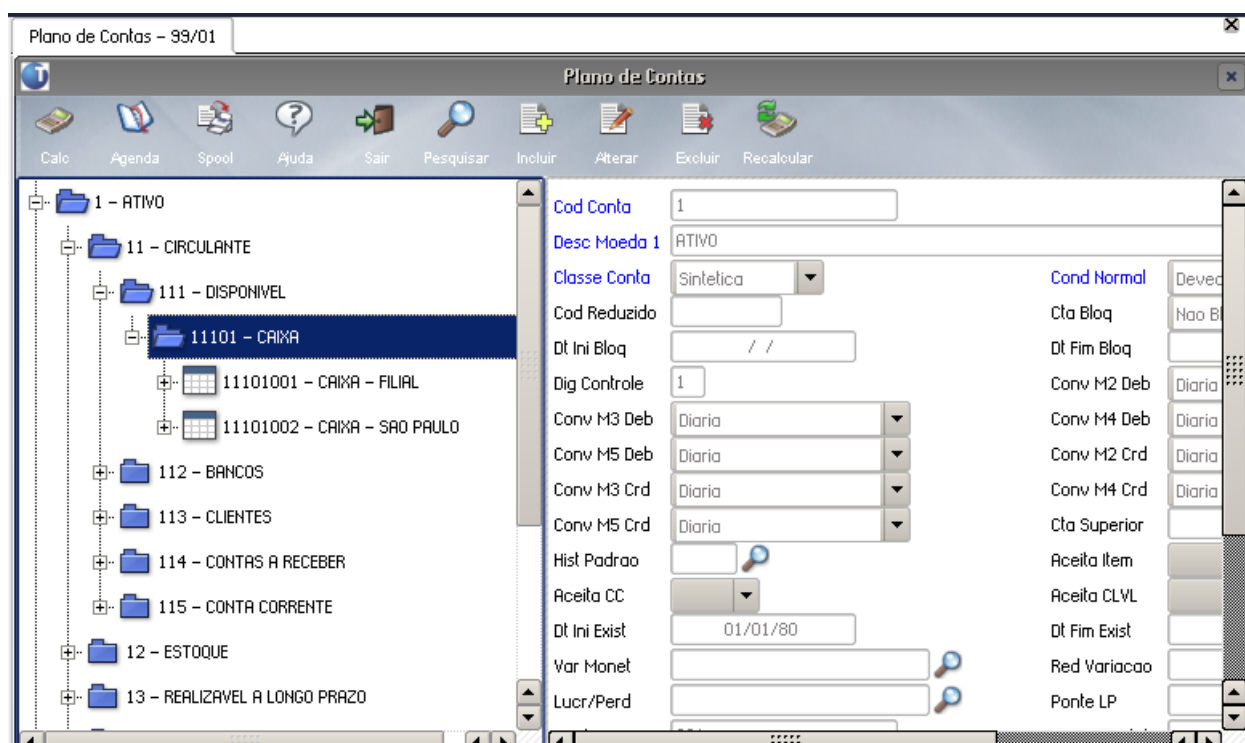 Plano de Contas - 99/01
Plano de Contas
Calc Agenda Spool Ajuda Sair Pesquisar Incluir Alterar Excluir Recalcular
1 - ATIVO
11 - CIRCULANTE
111 - DISPONIVEL
11101 - CAIXA
11101001 - CAIXA - FILIAL
11101002 - CAIXA - SAO PAULO
112 - BANCOS
113 - CLIENTES
114 - CONTAS A RECEBER
115 - CONTA CORRENTE
12 - ESTOQUE
13 - REALIZAVEL A LONGO PRAZO
Cod Conta 1
Desc Moeda 1 ATIVO
Classe Conta Sintetica Cond Normal
Cod Reduzido Cta Bloq Nao
Dt Ini Bloq / / Dt Fim Bloq
Dig Controle 1 Conv M2 Deb Diaria
Conv M3 Deb Diaria Conv M4 Deb Diaria
Conv M5 Deb Diaria Conv M2 Crd Diaria
Conv M3 Crd Diaria Conv M4 Crd Diaria
Conv M5 Crd Diaria Cta Superior
Hist Padrao Aceita Item
Aceita CC Aceita CLVL
Dt Ini Exist 01/01/80 Dt Fim Exist
Var Monet Red Variacao
Lucr/Perd Ponte LP